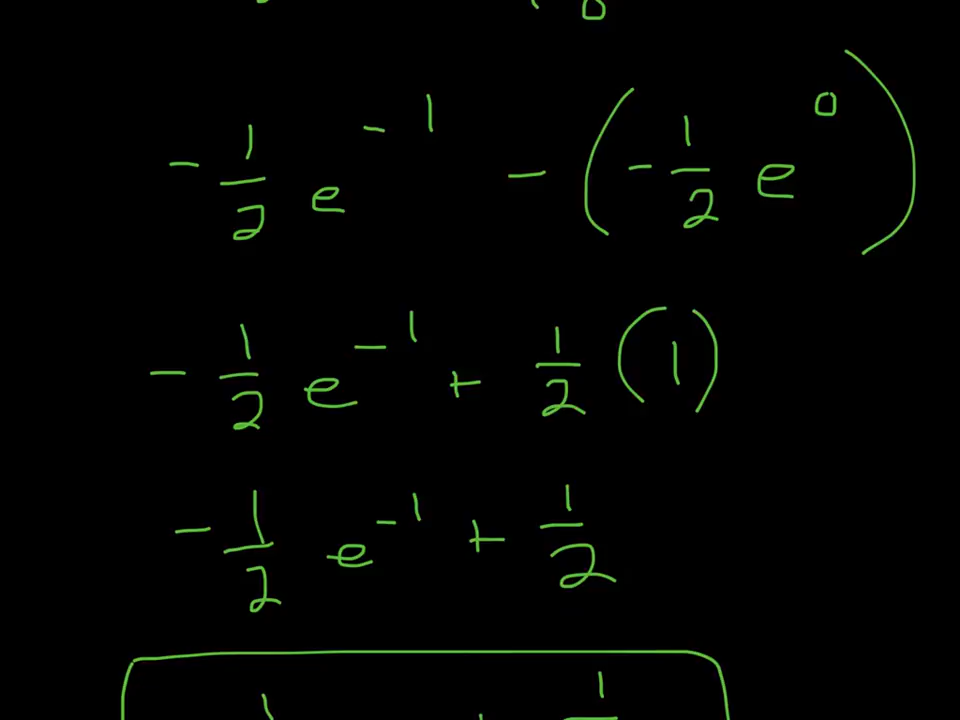 -1/2 e^-1 - (-1/2 e^0)
-1/2 e^-1 + 1/2 (1)
-1/2 e^-1 + 1/2